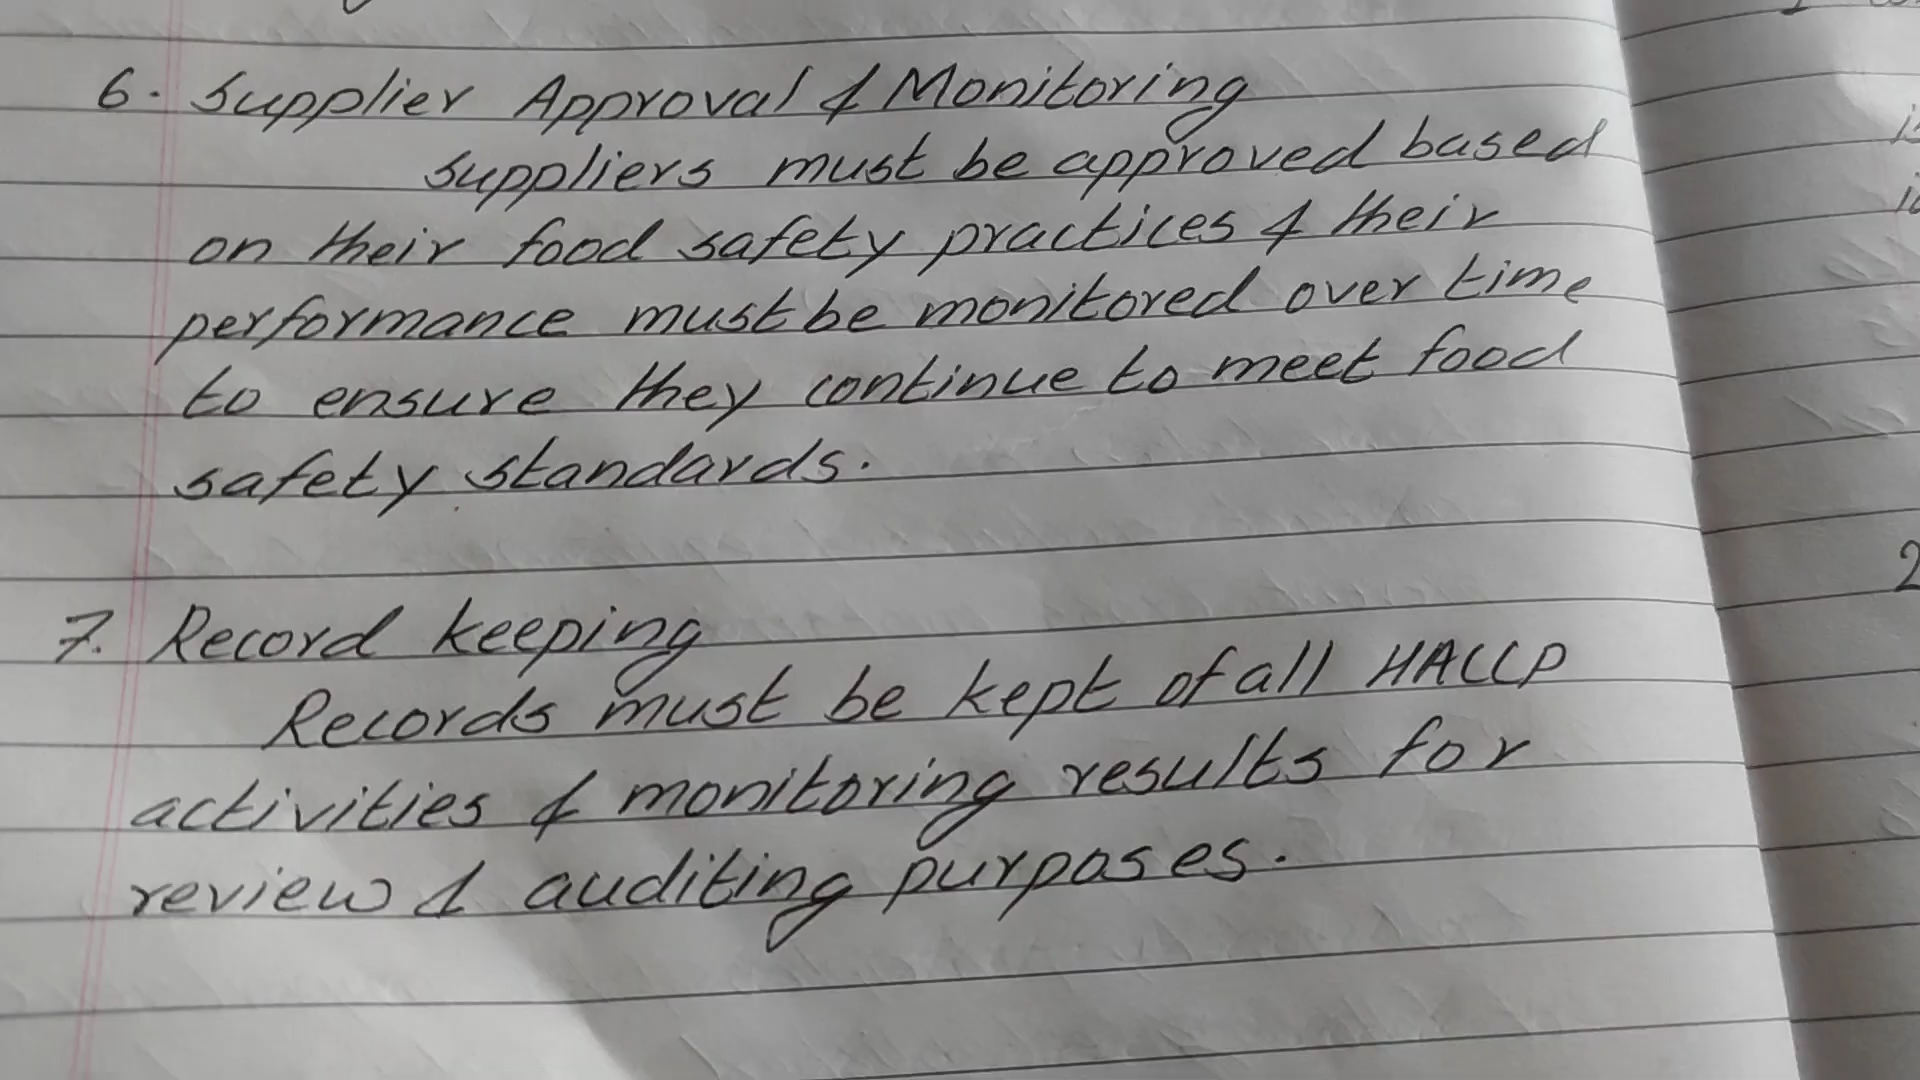 6. Supplier Approval & Monitoring
Suppliers must be approved based
on their food safety practices & their
performance must be monitored over time
to ensure they continue to meet food
safety standards.
7. Record keeping
Records must be kept of all HACCP
activities & monitoring results for
review & auditing purposes.
2